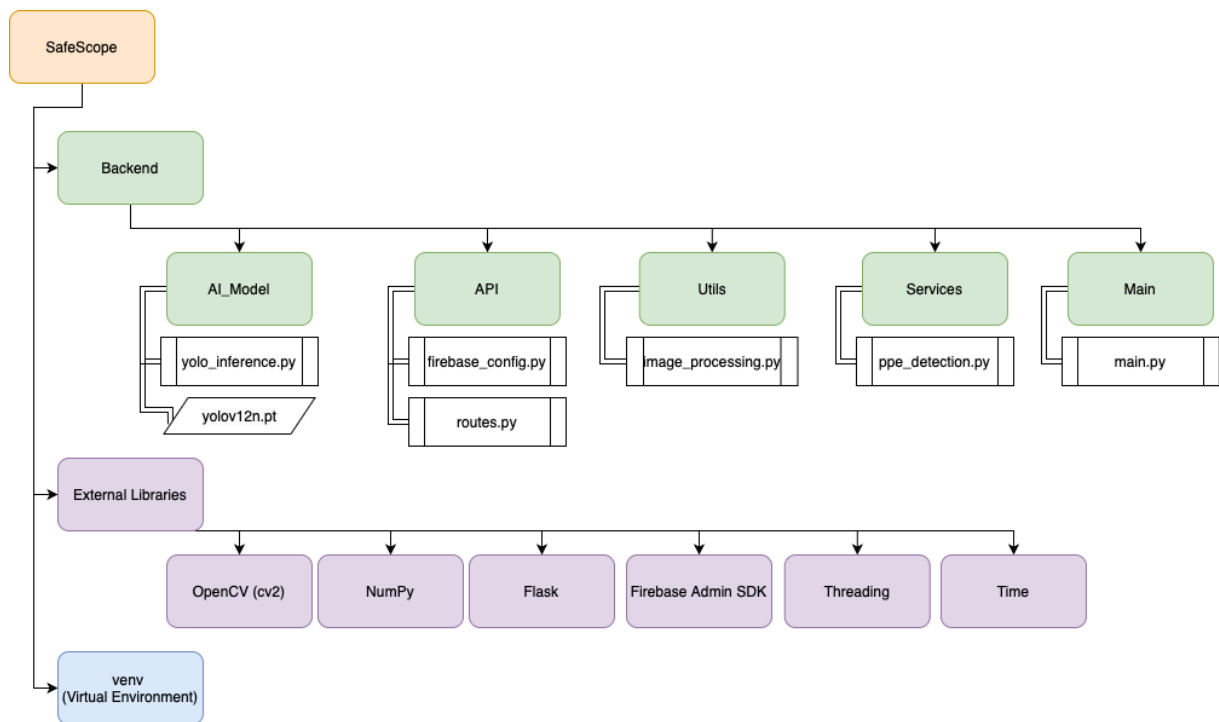 SafeScope
Backend
AI_Model
API
Utils
Services
Main
yolo_inference.py
firebase_config.py
image_processing.py
ppe_detection.py
main.py
yolov12n.pt
routes.py
External Libraries
OpenCV (cv2)
NumPy
Flask
Firebase Admin SDK
Threading
Time
venv
(Virtual Environment)